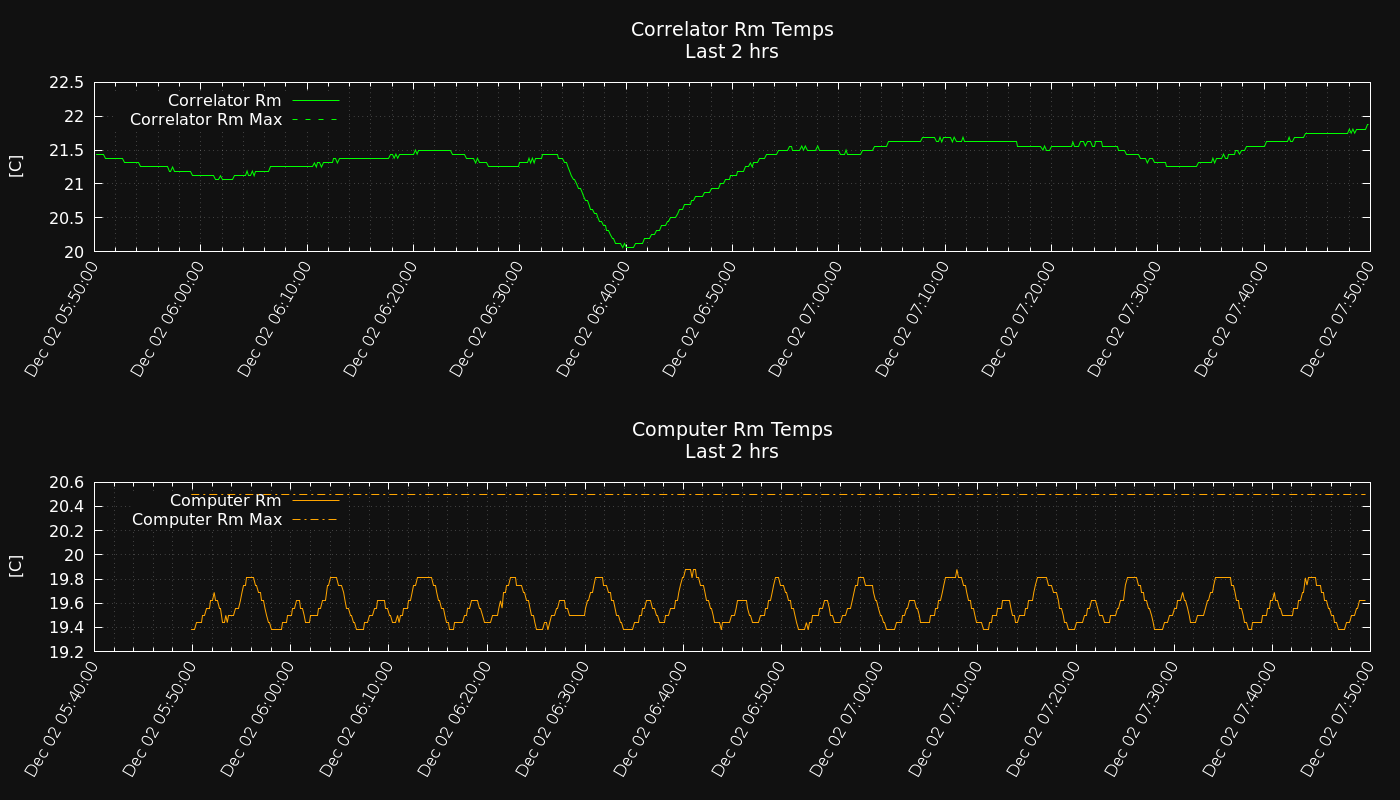 Correlator Rm Temps
Last 2 hrs
22.5
22
21.5
21
20.5
20
[C]
Correlator Rm
Correlator Rm Max
Dec 02 05:50:00
Dec 02 06:00:00
Dec 02 06:10:00
Dec 02 06:20:00
Dec 02 06:30:00
Dec 02 06:40:00
Dec 02 06:50:00
Dec 02 07:00:00
Dec 02 07:10:00
Dec 02 07:20:00
Dec 02 07:30:00
Dec 02 07:40:00
Dec 02 07:50:00
Computer Rm Temps
Last 2 hrs
20.6
20.4
20.2
20
19.8
19.6
19.4
19.2
[C]
Computer Rm
Computer Rm Max
Dec 02 05:40:00
Dec 02 05:50:00
Dec 02 06:00:00
Dec 02 06:10:00
Dec 02 06:20:00
Dec 02 06:30:00
Dec 02 06:40:00
Dec 02 06:50:00
Dec 02 07:00:00
Dec 02 07:10:00
Dec 02 07:20:00
Dec 02 07:30:00
Dec 02 07:40:00
Dec 02 07:50:00